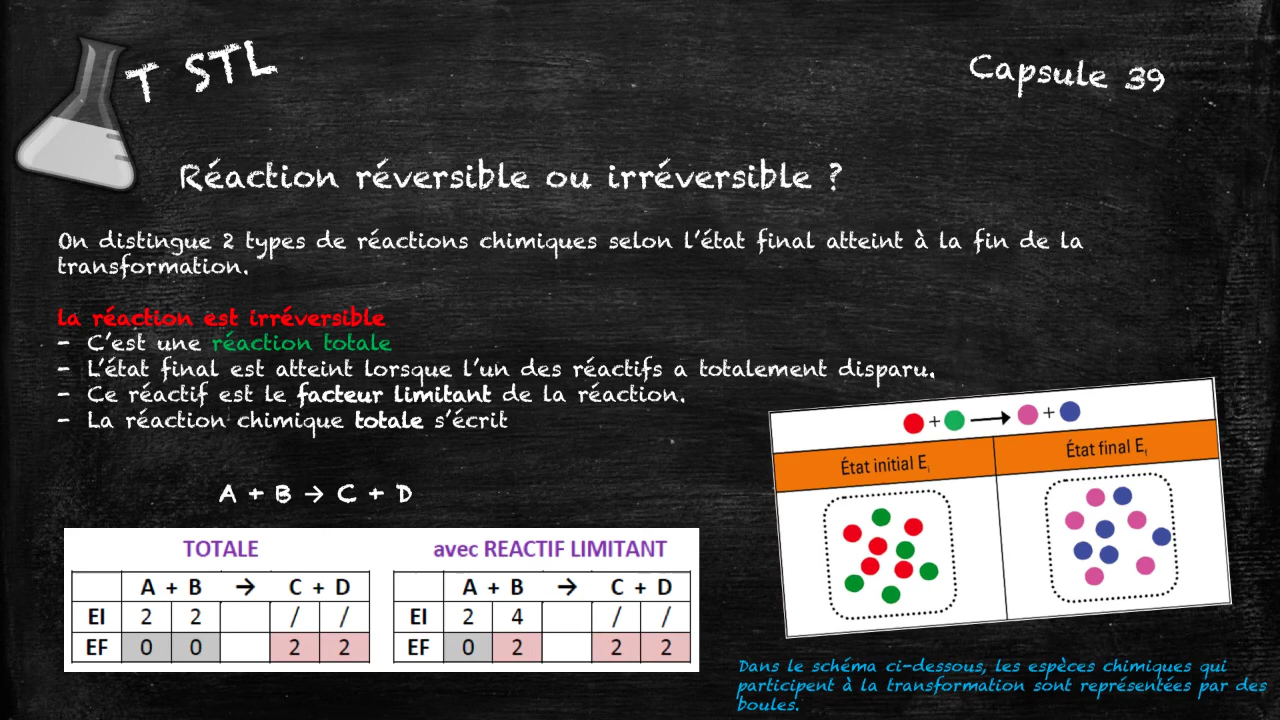 T STL
Capsule 39
Réaction réversible ou irréversible ?
On distingue 2 types de réactions chimiques selon l'état final atteint à la fin de la
transformation.
La réaction est irréversible
- C'est une réaction totale
- L'état final est atteint lorsque l'un des réactifs a totalement disparu.
- Ce réactif est le facteur limitant de la réaction.
- La réaction chimique totale s'écrit
A + B → C + D
TOTALE
A + B → C + D
EI 2 2 / /
EF 0 0 2 2
avec REACTIF LIMITANT
A + B → C + D
EI 2 4 / /
EF 0 2 2 2
+ → +
État initial Ei
État final Ef
Dans le schéma ci-dessous, les espèces chimiques qui
participent à la transformation sont représentées par des
boules.